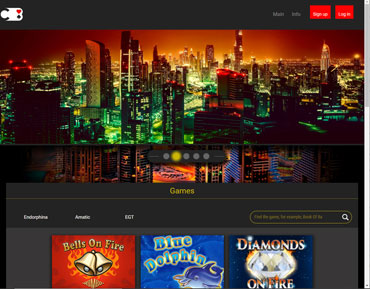 Main Info Sign up Log in
Games
Endorphina Amatic EGT Find the game, for example, Book Of Ra
Bells On Fire
Blue Dolphin
DIAMONDS ON FIRE